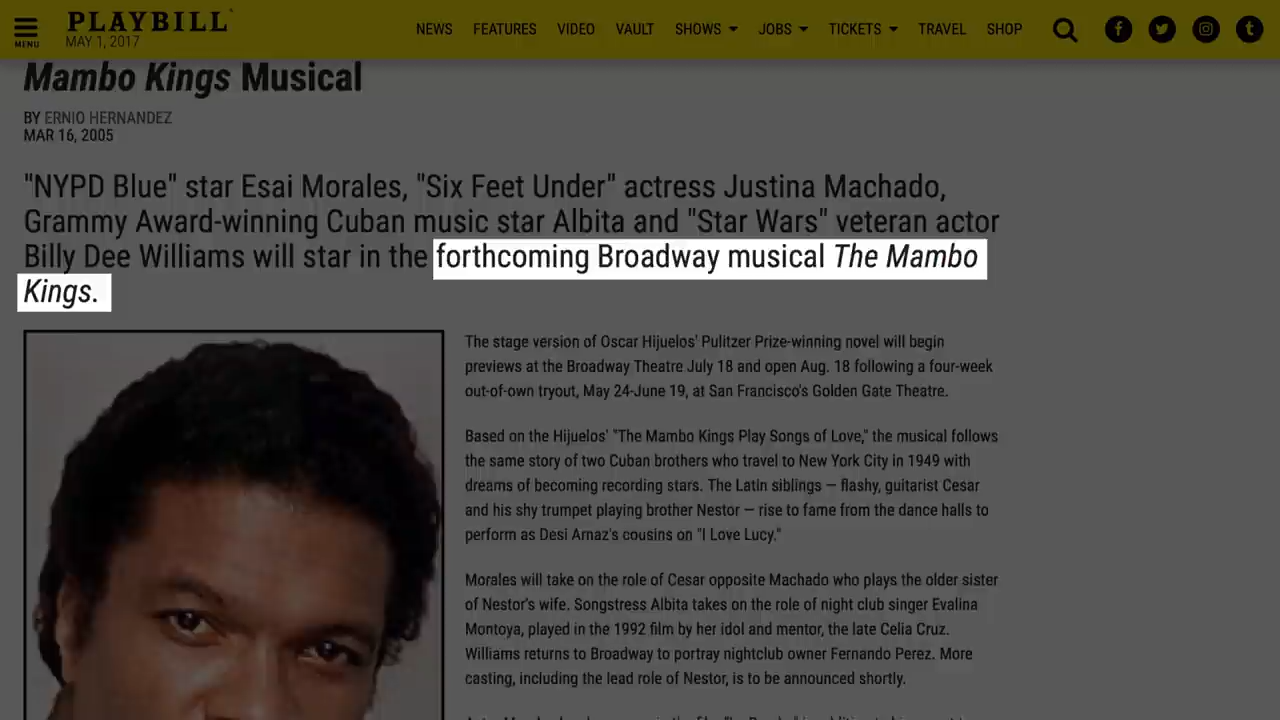 PLAYBILL
MENU
MAY 1, 2017
NEWS FEATURES VIDEO VAULT SHOWS JOBS TICKETS TRAVEL SHOP
Mambo Kings Musical
BY ERNIO HERNANDEZ
MAR 16, 2005
"NYPD Blue" star Esai Morales, "Six Feet Under" actress Justina Machado,
Grammy Award-winning Cuban music star Albita and "Star Wars" veteran actor
Billy Dee Williams will star in the forthcoming Broadway musical The Mambo
Kings.
The stage version of Oscar Hijuelos' Pulitzer Prize-winning novel will begin
previews at the Broadway Theatre July 18 and open Aug. 18 following a four-week
out-of-own tryout, May 24-June 19, at San Francisco's Golden Gate Theatre.
Based on the Hijuelos' "The Mambo Kings Play Songs of Love," the musical follows
the same story of two Cuban brothers who travel to New York City in 1949 with
dreams of becoming recording stars. The Latin siblings — flashy, guitarist Cesar
and his shy trumpet playing brother Nestor — rise to fame from the dance halls to
perform as Desi Arnaz's cousins on "I Love Lucy."
Morales will take on the role of Cesar opposite Machado who plays the older sister
of Nestor's wife. Songstress Albita takes on the role of night club singer Evalina
Montoya, played in the 1992 film by her idol and mentor, the late Celia Cruz.
Williams returns to Broadway to portray nightclub owner Fernando Perez. More
casting, including the lead role of Nestor, is to be announced shortly.